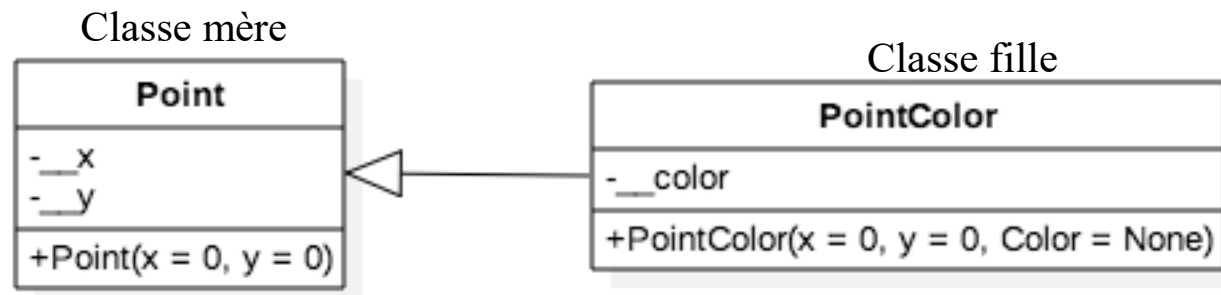 Classe mère
Point
-__x
-__y
+Point(x = 0, y = 0)
Classe fille
PointColor
-__color
+PointColor(x = 0, y = 0, Color = None)